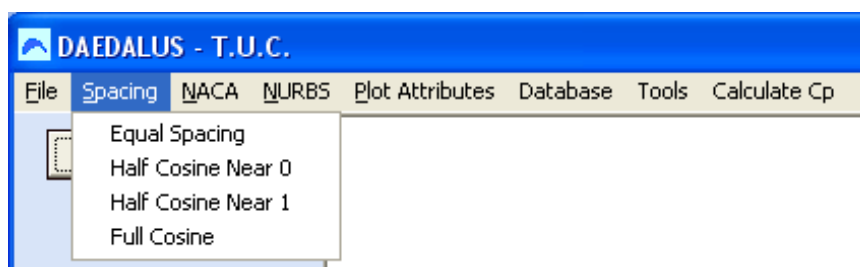 DAEDALUS - T.U.C.
File Spacing NACA NURBS Plot Attributes Database Tools Calculate Cp
Equal Spacing
Half Cosine Near 0
Half Cosine Near 1
Full Cosine